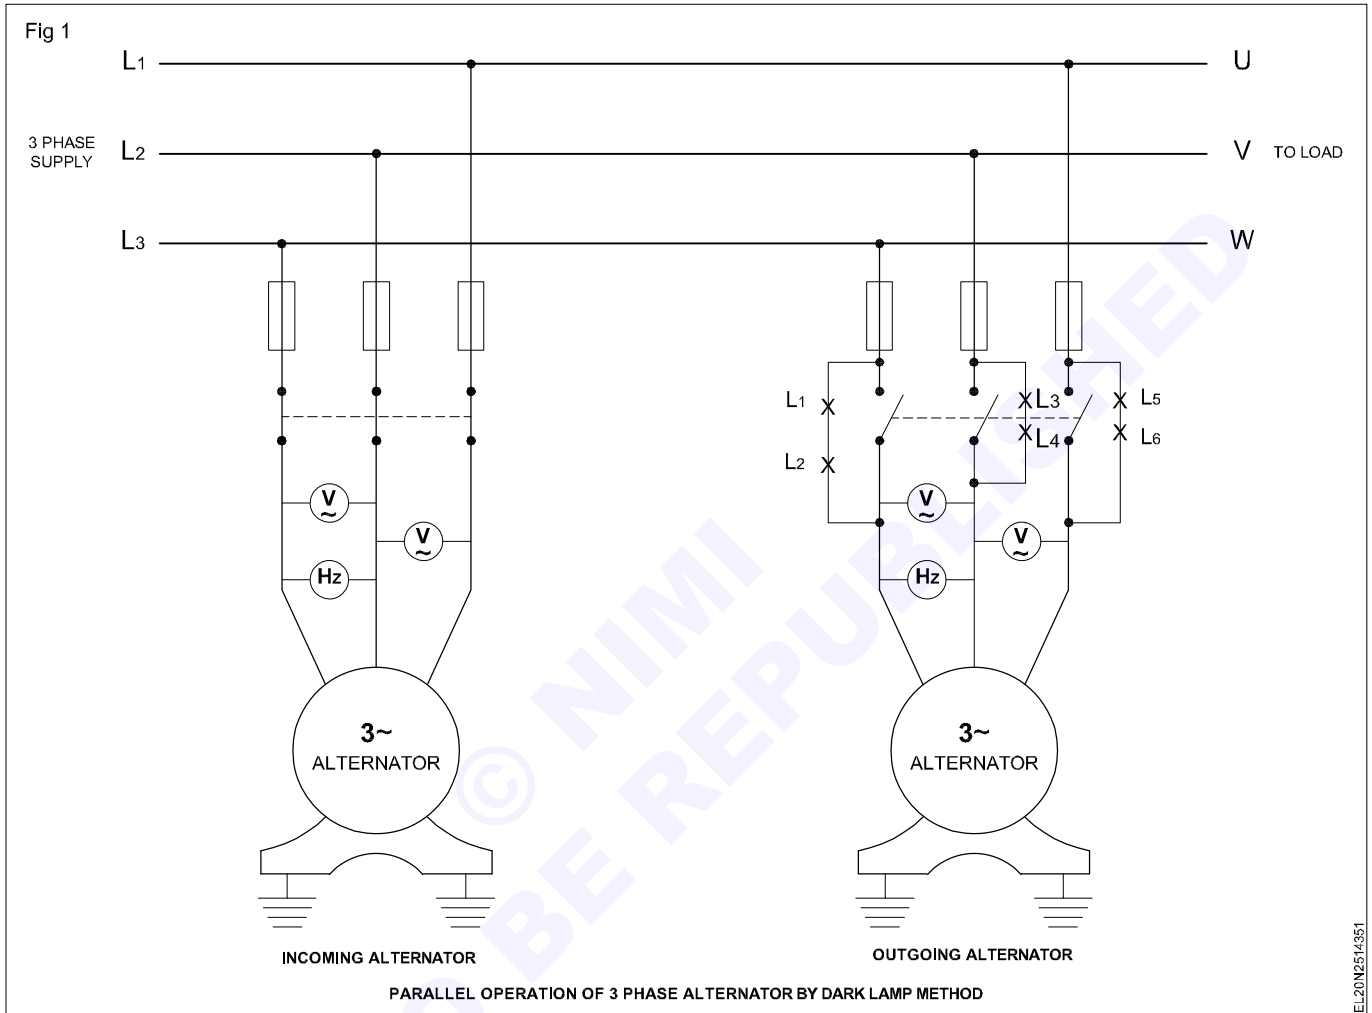 Fig 1
L1
U
3 PHASE
SUPPLY
L2
V
TO LOAD
L3
W
L1
L3
L5
L2
L4
L6
V
~
V
~
V
~
V
~
Hz
Hz
3~
ALTERNATOR
3~
ALTERNATOR
INCOMING ALTERNATOR
OUTGOING ALTERNATOR
PARALLEL OPERATION OF 3 PHASE ALTERNATOR BY DARK LAMP METHOD
EL20N2514351
© NIMI
BE REPUBLISHED